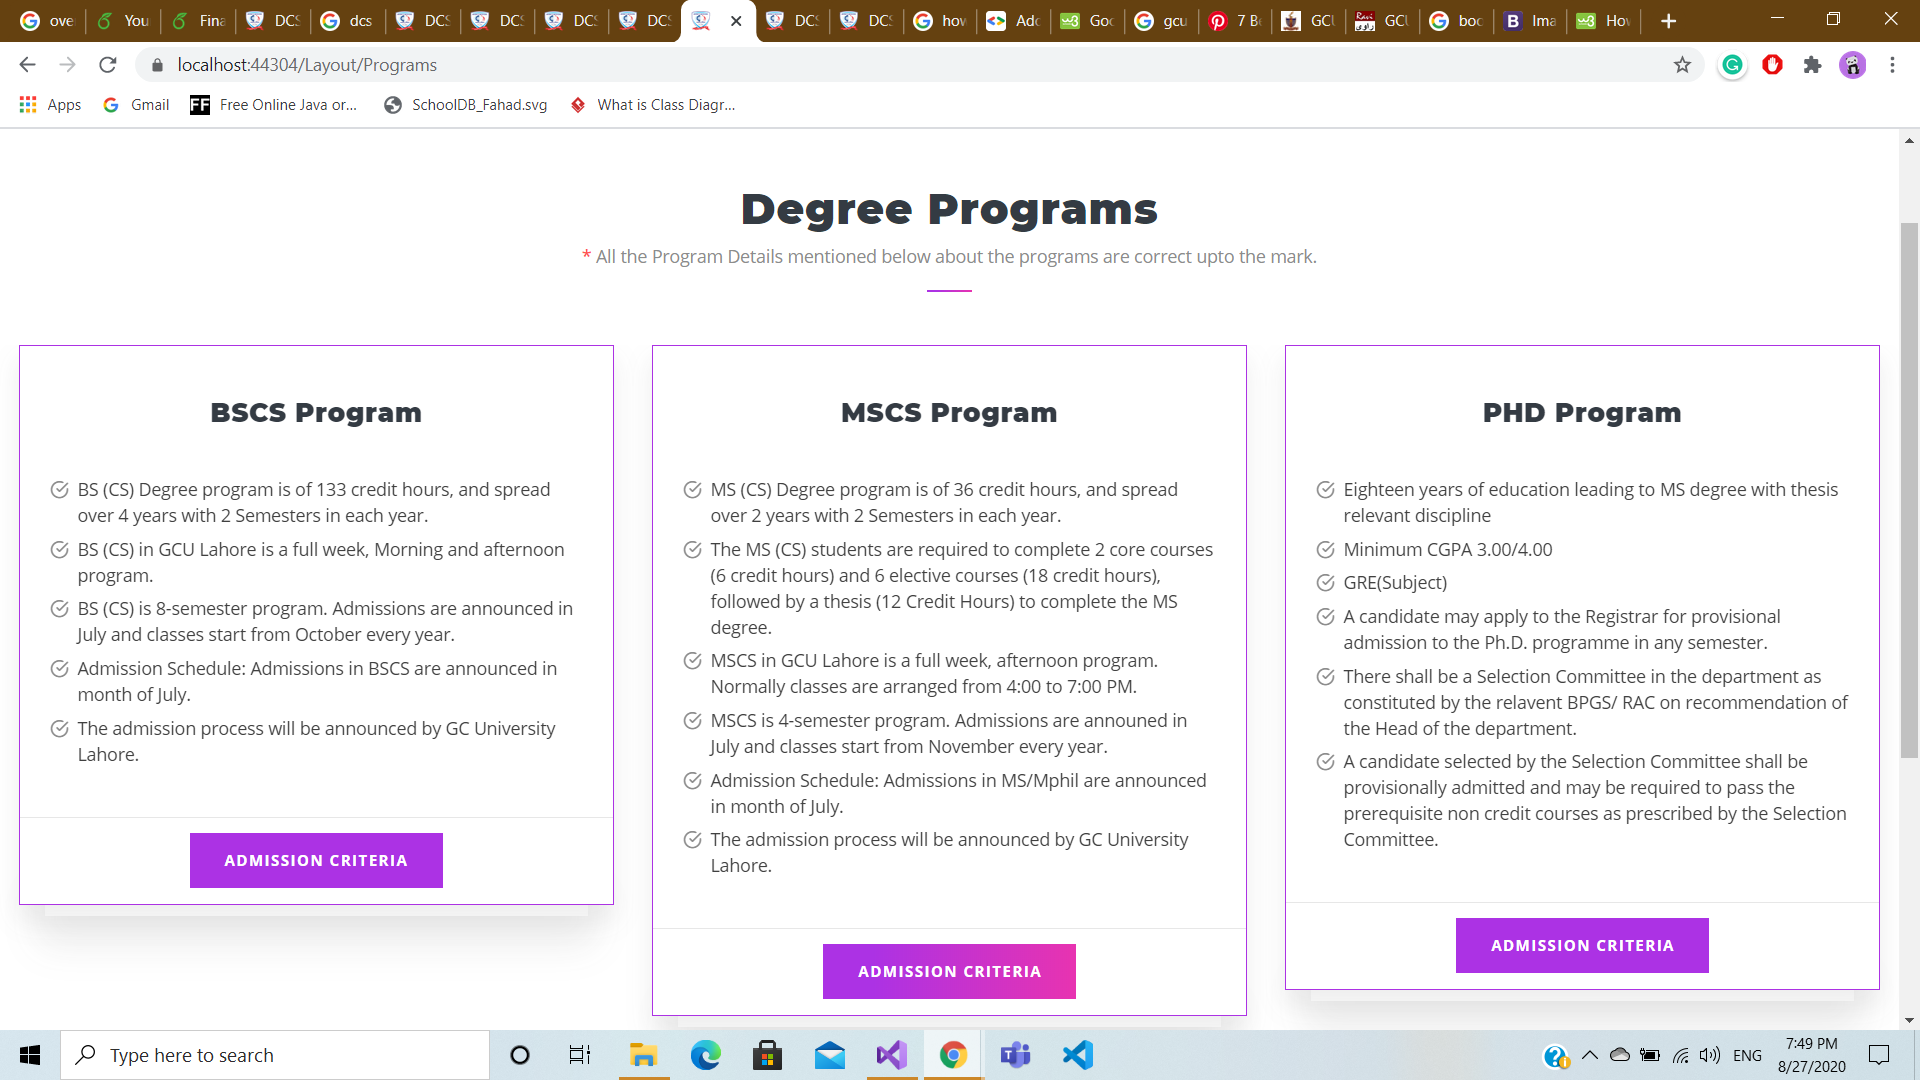 ove
You
Fina
DCS
dcs
DCS
DCS
DCS
DCS
DCS
DCS
how
Add
Goo
gcu
7 Be
GCU
GCU
boo
Ima
How
localhost:44304/Layout/Programs
Apps
Gmail
FF
Free Online Java or...
SchoolDB_Fahad.svg
What is Class Diagr...
Degree Programs
* All the Program Details mentioned below about the programs are correct upto the mark.
BSCS Program
BS (CS) Degree program is of 133 credit hours, and spread
over 4 years with 2 Semesters in each year.
BS (CS) in GCU Lahore is a full week, Morning and afternoon
program.
BS (CS) is 8-semester program. Admissions are announced in
July and classes start from October every year.
Admission Schedule: Admissions in BSCS are announced in
month of July.
The admission process will be announced by GC University
Lahore.
ADMISSION CRITERIA
MSCS Program
MS (CS) Degree program is of 36 credit hours, and spread
over 2 years with 2 Semesters in each year.
The MS (CS) students are required to complete 2 core courses
(6 credit hours) and 6 elective courses (18 credit hours),
followed by a thesis (12 Credit Hours) to complete the MS
degree.
MSCS in GCU Lahore is a full week, afternoon program.
Normally classes are arranged from 4:00 to 7:00 PM.
MSCS is 4-semester program. Admissions are announed in
July and classes start from November every year.
Admission Schedule: Admissions in MS/Mphil are announced
in month of July.
The admission process will be announced by GC University
Lahore.
ADMISSION CRITERIA
PHD Program
Eighteen years of education leading to MS degree with thesis
relevant discipline
Minimum CGPA 3.00/4.00
GRE(Subject)
A candidate may apply to the Registrar for provisional
admission to the Ph.D. programme in any semester.
There shall be a Selection Committee in the department as
constituted by the relavent BPGS/ RAC on recommendation of
the Head of the department.
A candidate selected by the Selection Committee shall be
provisionally admitted and may be required to pass the
prerequisite non credit courses as prescribed by the Selection
Committee.
ADMISSION CRITERIA
Type here to search
ENG
7:49 PM
8/27/2020